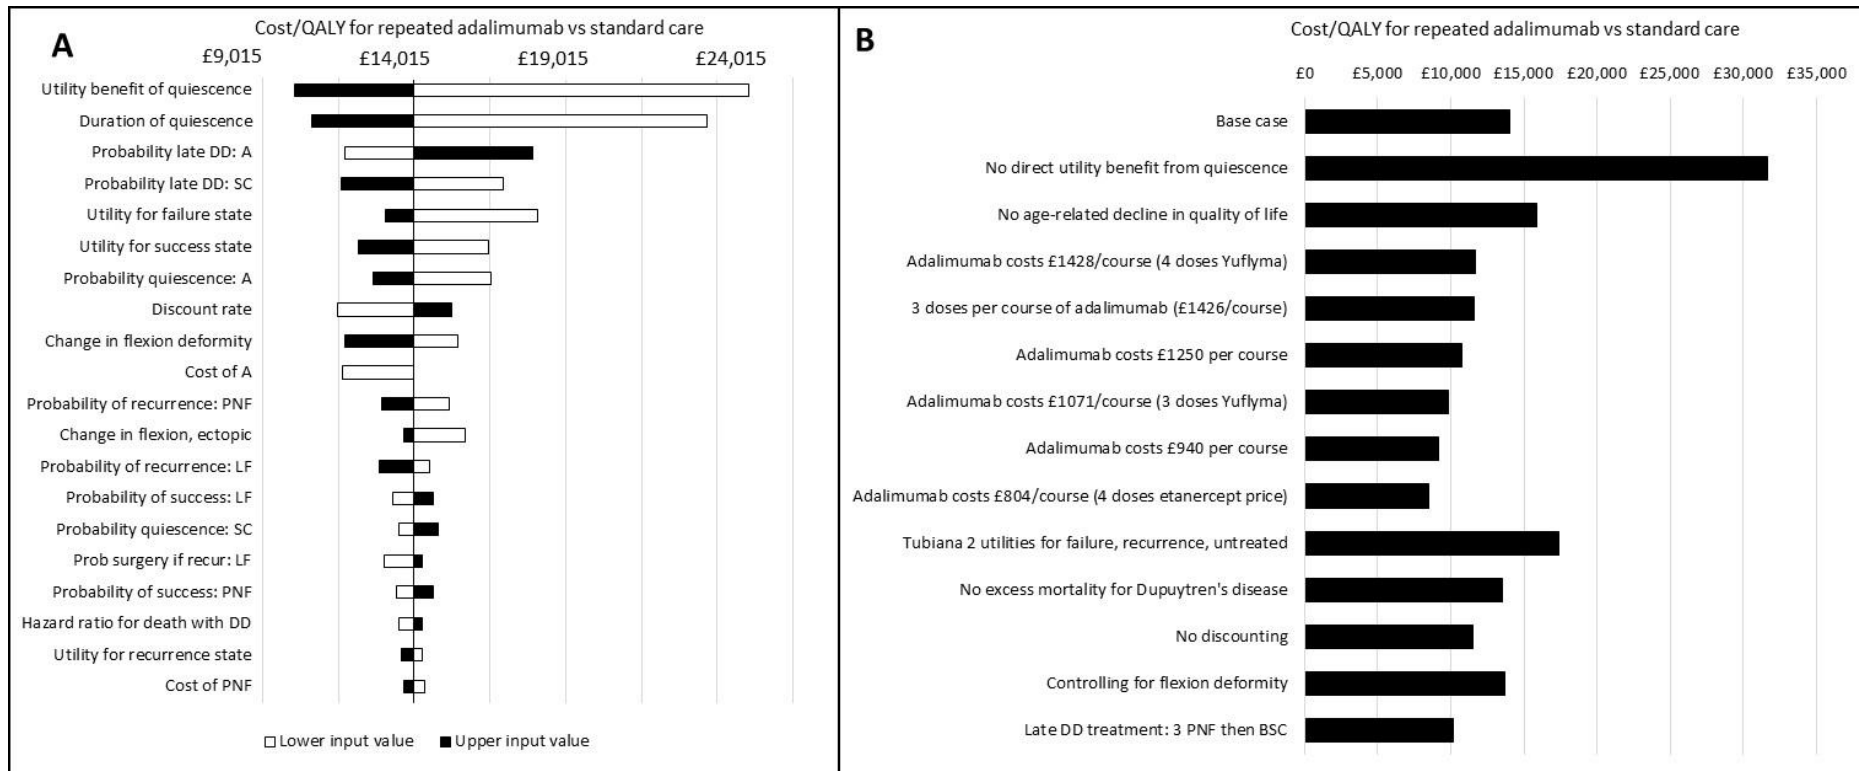 A
Cost/QALY for repeated adalimumab vs standard care
£9,015 £14,015 £19,015 £24,015
Utility benefit of quiescence
Duration of quiescence
Probability late DD: A
Probability late DD: SC
Utility for failure state
Utility for success state
Probability quiescence: A
Discount rate
Change in flexion deformity
Cost of A
Probability of recurrence: PNF
Change in flexion, ectopic
Probability of recurrence: LF
Probability of success: LF
Probability quiescence: SC
Prob surgery if recur: LF
Probability of success: PNF
Hazard ratio for death with DD
Utility for recurrence state
Cost of PNF
Lower input value Upper input value
B
Cost/QALY for repeated adalimumab vs standard care
£0 £5,000 £10,000 £15,000 £20,000 £25,000 £30,000 £35,000
Base case
No direct utility benefit from quiescence
No age-related decline in quality of life
Adalimumab costs £1428/course (4 doses Yuflyma)
3 doses per course of adalimumab (£1426/course)
Adalimumab costs £1250 per course
Adalimumab costs £1071/course (3 doses Yuflyma)
Adalimumab costs £940 per course
Adalimumab costs £804/course (4 doses etanercept price)
Tubiana 2 utilities for failure, recurrence, untreated
No excess mortality for Dupuytren's disease
No discounting
Controlling for flexion deformity
Late DD treatment: 3 PNF then BSC